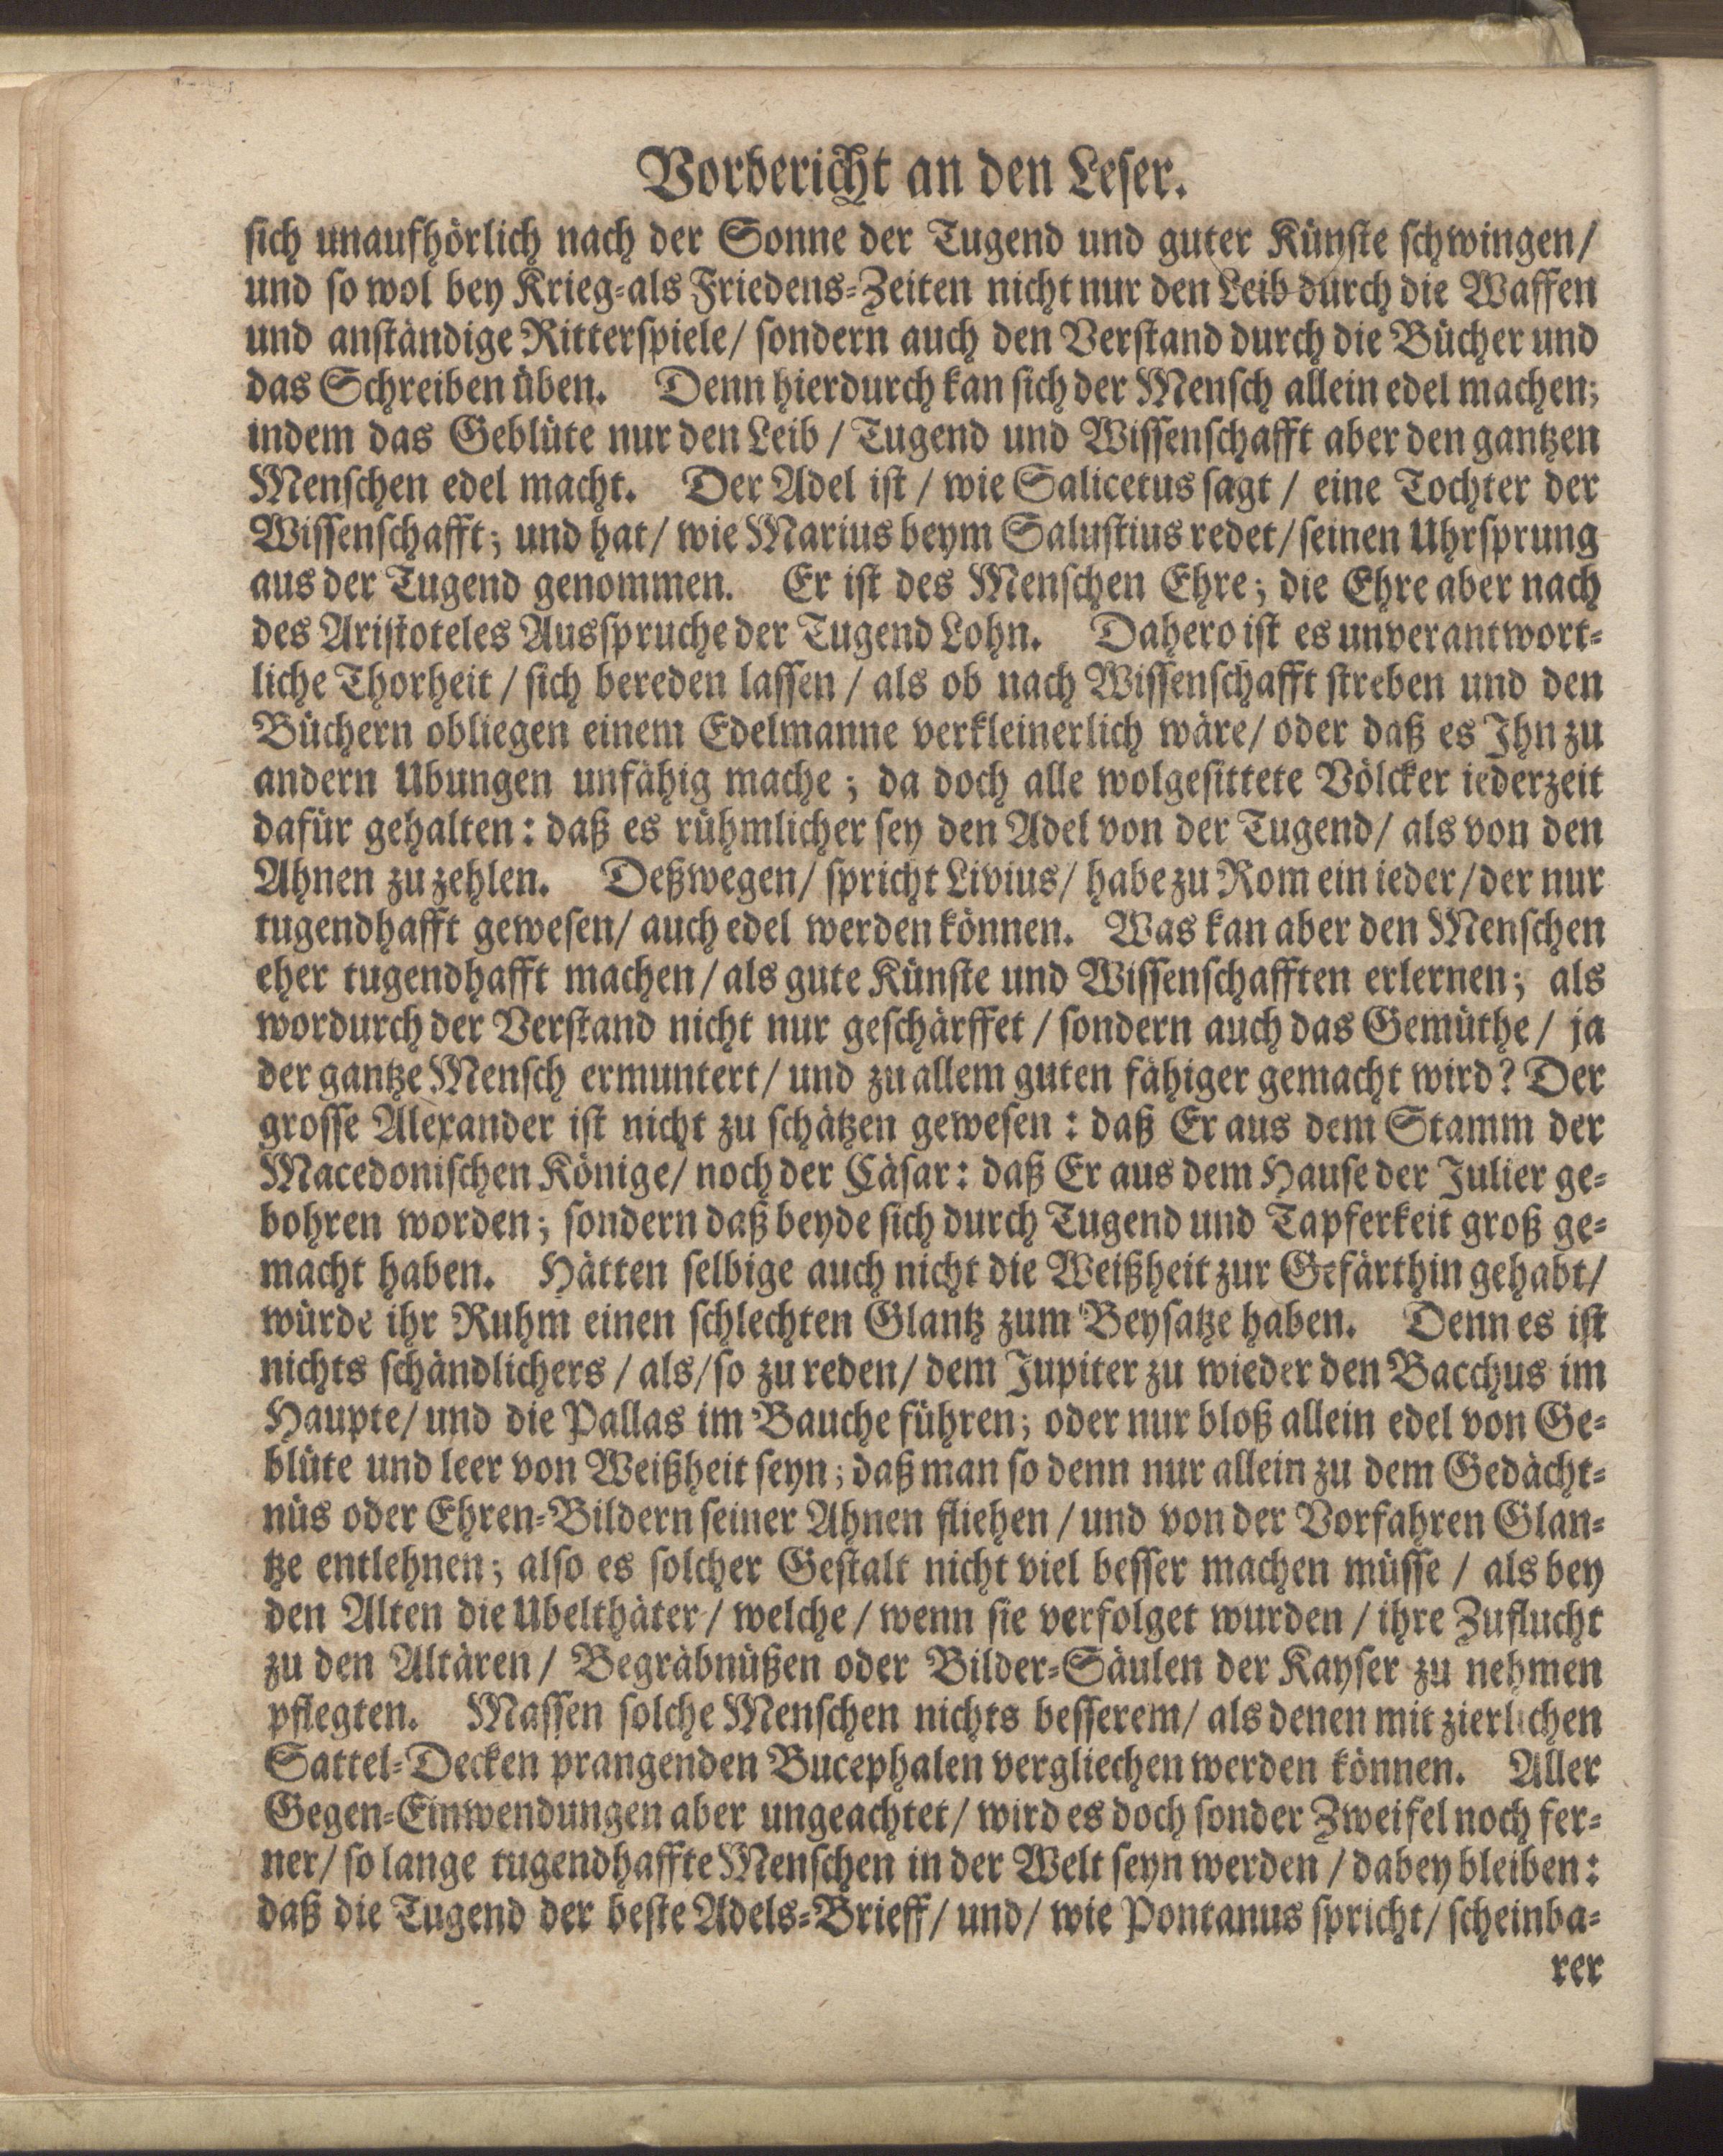 Vorbericht an den Leser.
sich unaufhörlich nach der Sonne der Tugend und guter Künste schwingen/
und so wol bey Krieg-als Friedens-Zeiten nicht nur den Leib durch die Waffen
und anständige Ritterspiele/ sondern auch den Verstand durch die Bücher und
das Schreiben üben. Denn hierdurch kan sich der Mensch allein edel machen;
indem das Geblüte nur den Leib / Tugend und Wissenschafft aber den gantzen
Menschen edel macht. Der Adel ist / wie Salicetus sagt / eine Tochter der
Wissenschafft; und hat/ wie Marius beym Salustius redet/ seinen Uhrsprung
aus der Tugend genommen. Er ist des Menschen Ehre; die Ehre aber nach
des Aristoteles Ausspruche der Tugend Lohn. Dahero ist es unverantwort-
liche Thorheit / sich bereden lassen / als ob nach Wissenschafft streben und den
Büchern obliegen einem Edelmanne verkleinerlich wäre/ oder daß es Ihn zu
andern Ubungen unfähig mache; da doch alle wolgesittete Völcker iederzeit
dafür gehalten: daß es rühmlicher sey den Adel von der Tugend/ als von den
Ahnen zu zehlen. Deßwegen/ spricht Livius/ habe zu Rom ein ieder/ der nur
tugendhafft gewesen/ auch edel werden können. Was kan aber den Menschen
eher tugendhafft machen/ als gute Künste und Wissenschafften erlernen; als
wordurch der Verstand nicht nur geschärffet / sondern auch das Gemüthe / ja
der gantze Mensch ermuntert/ und zu allem guten fähiger gemacht wird? Der
grosse Alexander ist nicht zu schätzen gewesen: daß Er aus dem Stamm der
Macedonischen Könige/ noch der Cäsar: daß Er aus dem Hause der Julier ge-
bohren worden; sondern daß beyde sich durch Tugend und Tapferkeit groß ge-
macht haben. Hätten selbige auch nicht die Weißheit zur Gefärthin gehabt/
würde ihr Ruhm einen schlechten Glantz zum Beysatze haben. Denn es ist
nichts schändlichers / als/ so zu reden/ dem Jupiter zu wieder den Bacchus im
Haupte/ und die Pallas im Bauche führen; oder nur bloß allein edel von Ge-
blüte und leer von Weißheit seyn; daß man so denn nur allein zu dem Gedächt-
nüs oder Ehren-Bildern seiner Ahnen fliehen / und von der Vorfahren Glan-
tze entlehnen; also es solcher Gestalt nicht viel besser machen müsse / als bey
den Alten die Ubelthäter / welche / wenn sie verfolget wurden / ihre Zuflucht
zu den Altären / Begräbnüßen oder Bilder-Säulen der Kayser zu nehmen
pflegten. Massen solche Menschen nichts besserem/ als denen mit zierlichen
Sattel-Decken prangenden Bucephalen vergliechen werden können. Aller
Gegen-Einwendungen aber ungeachtet/ wird es doch sonder Zweifel noch fer-
ner/ so lange tugendhaffte Menschen in der Welt seyn werden / dabey bleiben:
daß die Tugend der beste Adels-Brieff/ und/ wie Pontanus spricht/ scheinba-
rer